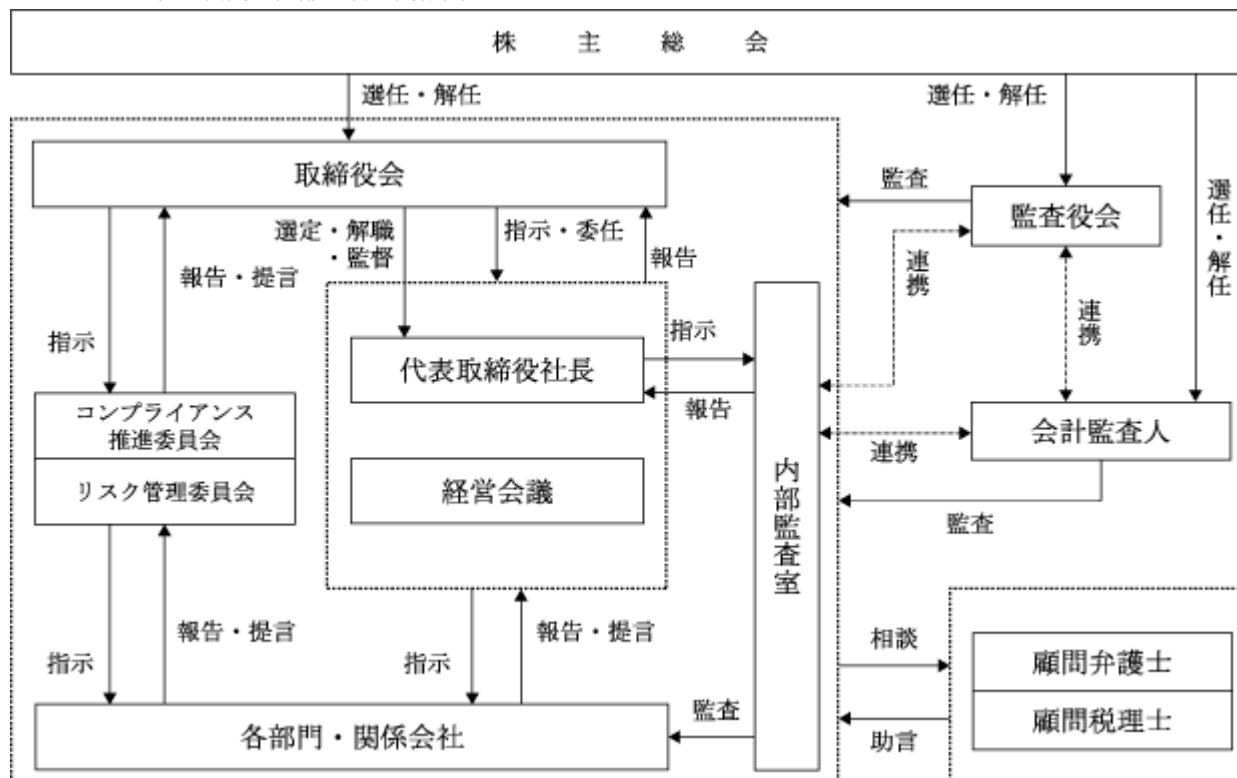 株主総会
選任・解任
選任・解任
選任・解任
取締役会
監査
監査役会
選定・解職
・監督
指示・委任
報告
報告・提言
連携
連携
指示
代表取締役社長
指示
報告
コンプライアンス
推進委員会
リスク管理委員会
経営会議
内部監査室
連携
会計監査人
監査
報告・提言
指示
報告・提言
指示
相談
顧問弁護士
顧問税理士
助言
監査
各部門・関係会社